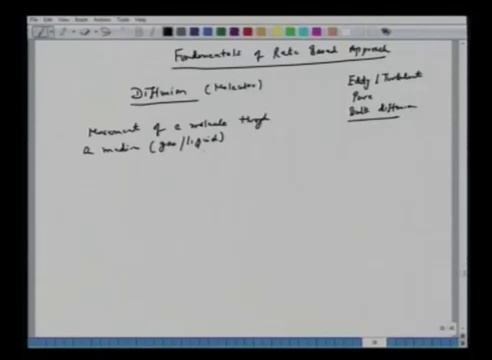 File Edit View Insert Actions Tools Help
Fundamentals of Rate Based Approach
Diffusion (Molecular)
Eddy / Turbulent
Pore
Bulk diffusion
Movement of a molecule through
a medium (gas/liquid)